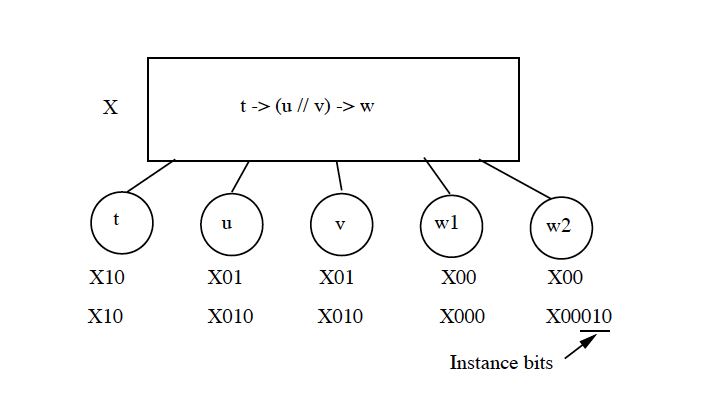 X t -> (u // v) -> w
t u v w1 w2
X10 X01 X01 X00 X00
X10 X010 X010 X000 X00010
Instance bits